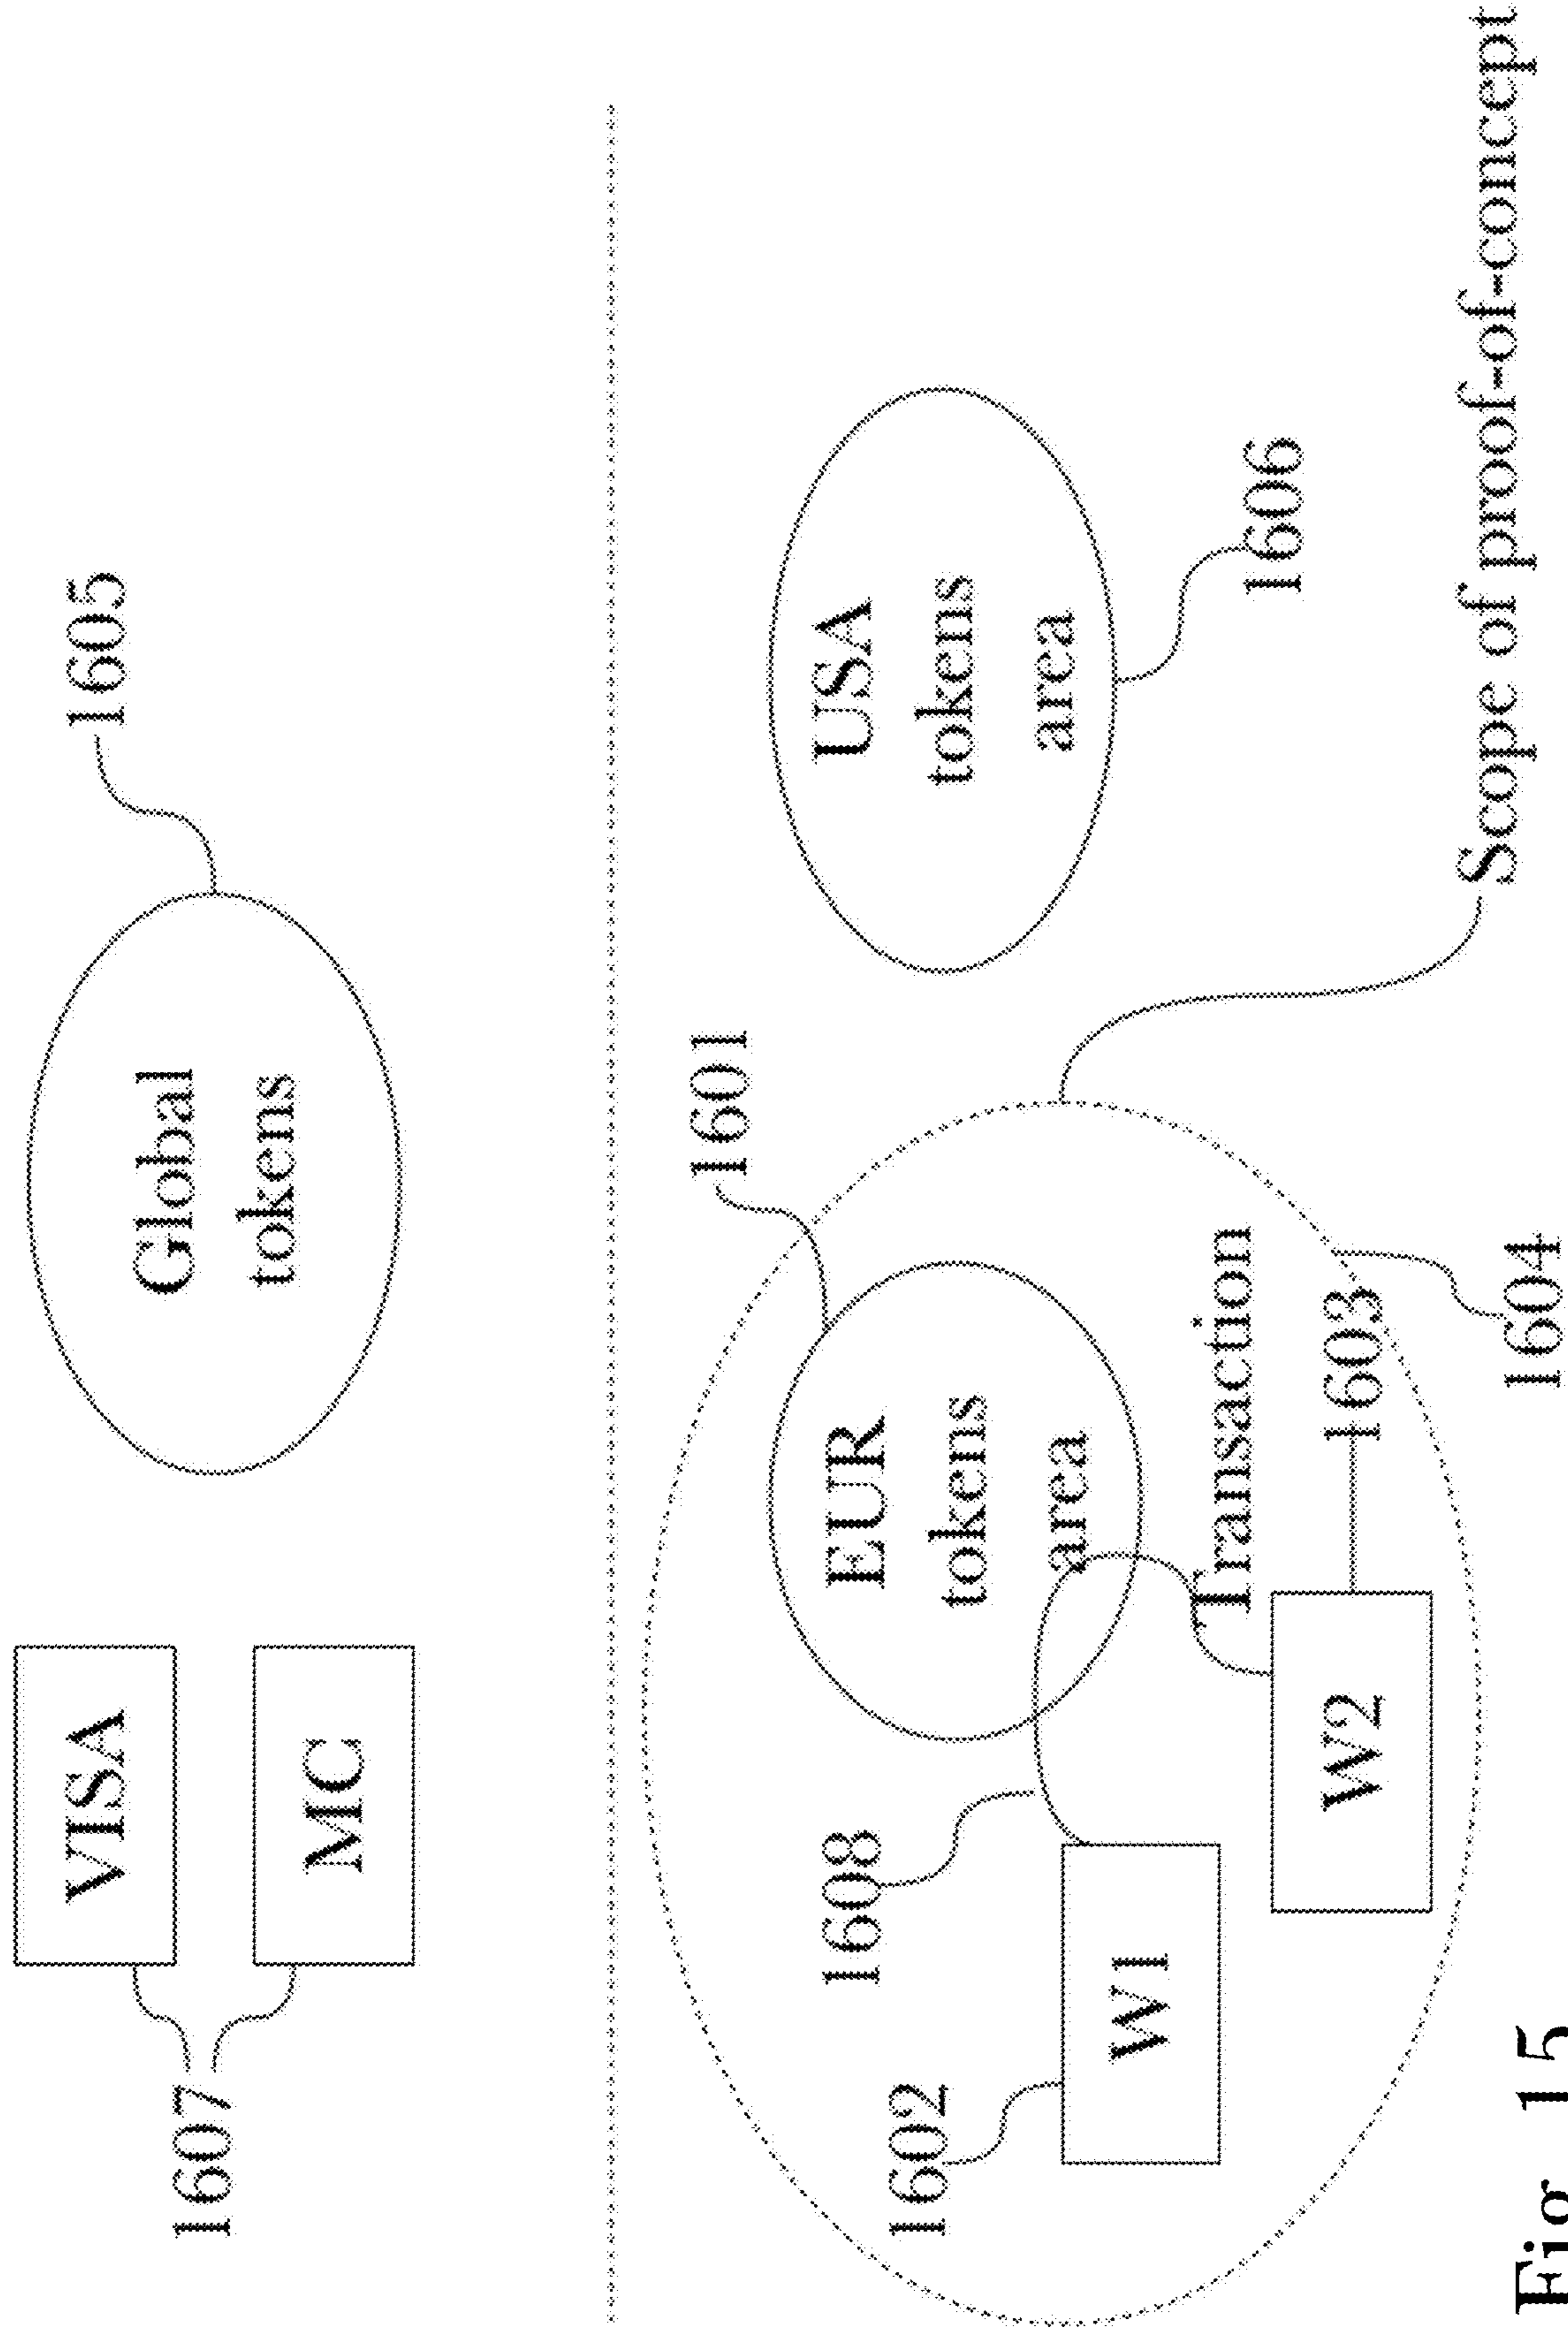 1605
VISA
Global
tokens
MC
1607
1601
EUR
tokens
area
USA
tokens
area
1608
1606
1602
W1
Transaction
1603
W2
1604
Scope of proof-of-concept
Fig. 15